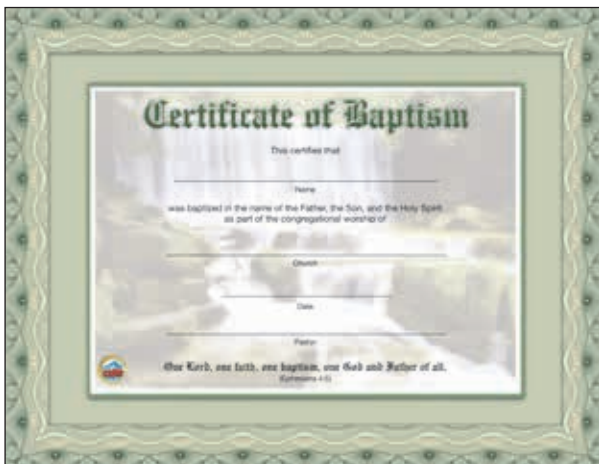 Certificate of Baptism
This certifies that
Name
was baptized in the name of the Father, the Son, and the Holy Spirit
as part of the congregational worship of
Church
Date
Pastor
One Lord, one faith, one baptism, one God and Father of all.
(Ephesians 4:5)